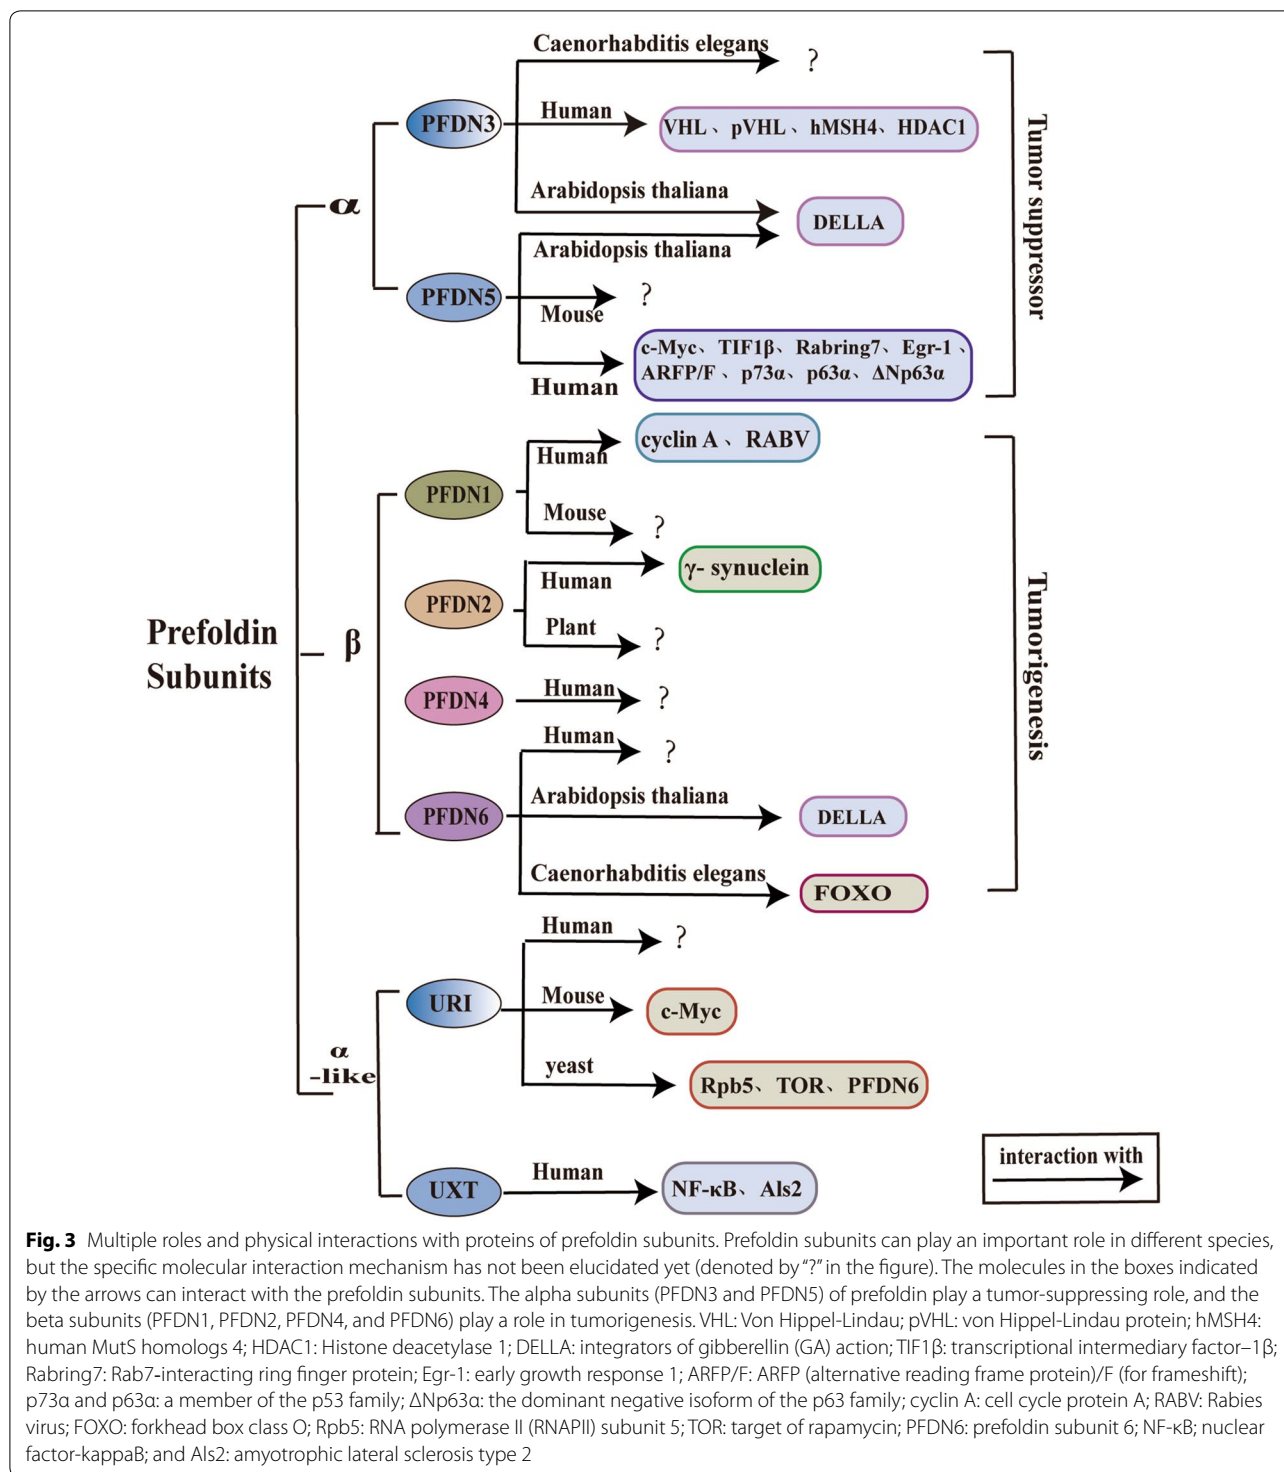 Caenorhabditis elegans
?
PFDN3
Human
VHL 、 pVHL 、 hMSH4 、 HDAC1
Arabidopsis thaliana
DELLA
α
Arabidopsis thaliana
PFDN5
?
Mouse
c-Myc、 TIF1β 、 Rabring7 、 Egr-1 、
ARFP/F 、 p73α 、 p63α 、 ΔNp63α
Human
Tumor suppressor
cyclin A 、 RABV
Human
PFDN1
Mouse
?
γ- synuclein
Human
PFDN2
Plant
?
Prefoldin
Subunits
β
PFDN4
Human
?
Human
?
Arabidopsis thaliana
PFDN6
DELLA
Caenorhabditis elegans
FOXO
Tumorigenesis
Human
?
URI
Mouse
c-Myc
α
-like
yeast
Rpb5、 TOR、 PFDN6
UXT
Human
NF-κB、 Als2
interaction with
Fig. 3 Multiple roles and physical interactions with proteins of prefoldin subunits. Prefoldin subunits can play an important role in different species,
but the specific molecular interaction mechanism has not been elucidated yet (denoted by “?” in the figure). The molecules in the boxes indicated
by the arrows can interact with the prefoldin subunits. The alpha subunits (PFDN3 and PFDN5) of prefoldin play a tumor-suppressing role, and the
beta subunits (PFDN1, PFDN2, PFDN4, and PFDN6) play a role in tumorigenesis. VHL: Von Hippel-Lindau; pVHL: von Hippel-Lindau protein; hMSH4:
human MutS homologs 4; HDAC1: Histone deacetylase 1; DELLA: integrators of gibberellin (GA) action; TIF1β: transcriptional intermediary factor–1β;
Rabring7: Rab7-interacting ring finger protein; Egr-1: early growth response 1; ARFP/F: ARFP (alternative reading frame protein)/F (for frameshift);
p73α and p63α: a member of the p53 family; ΔNp63α: the dominant negative isoform of the p63 family; cyclin A: cell cycle protein A; RABV: Rabies
virus; FOXO: forkhead box class O; Rpb5: RNA polymerase II (RNAPII) subunit 5; TOR: target of rapamycin; PFDN6: prefoldin subunit 6; NF-κB; nuclear
factor-kappaB; and Als2: amyotrophic lateral sclerosis type 2